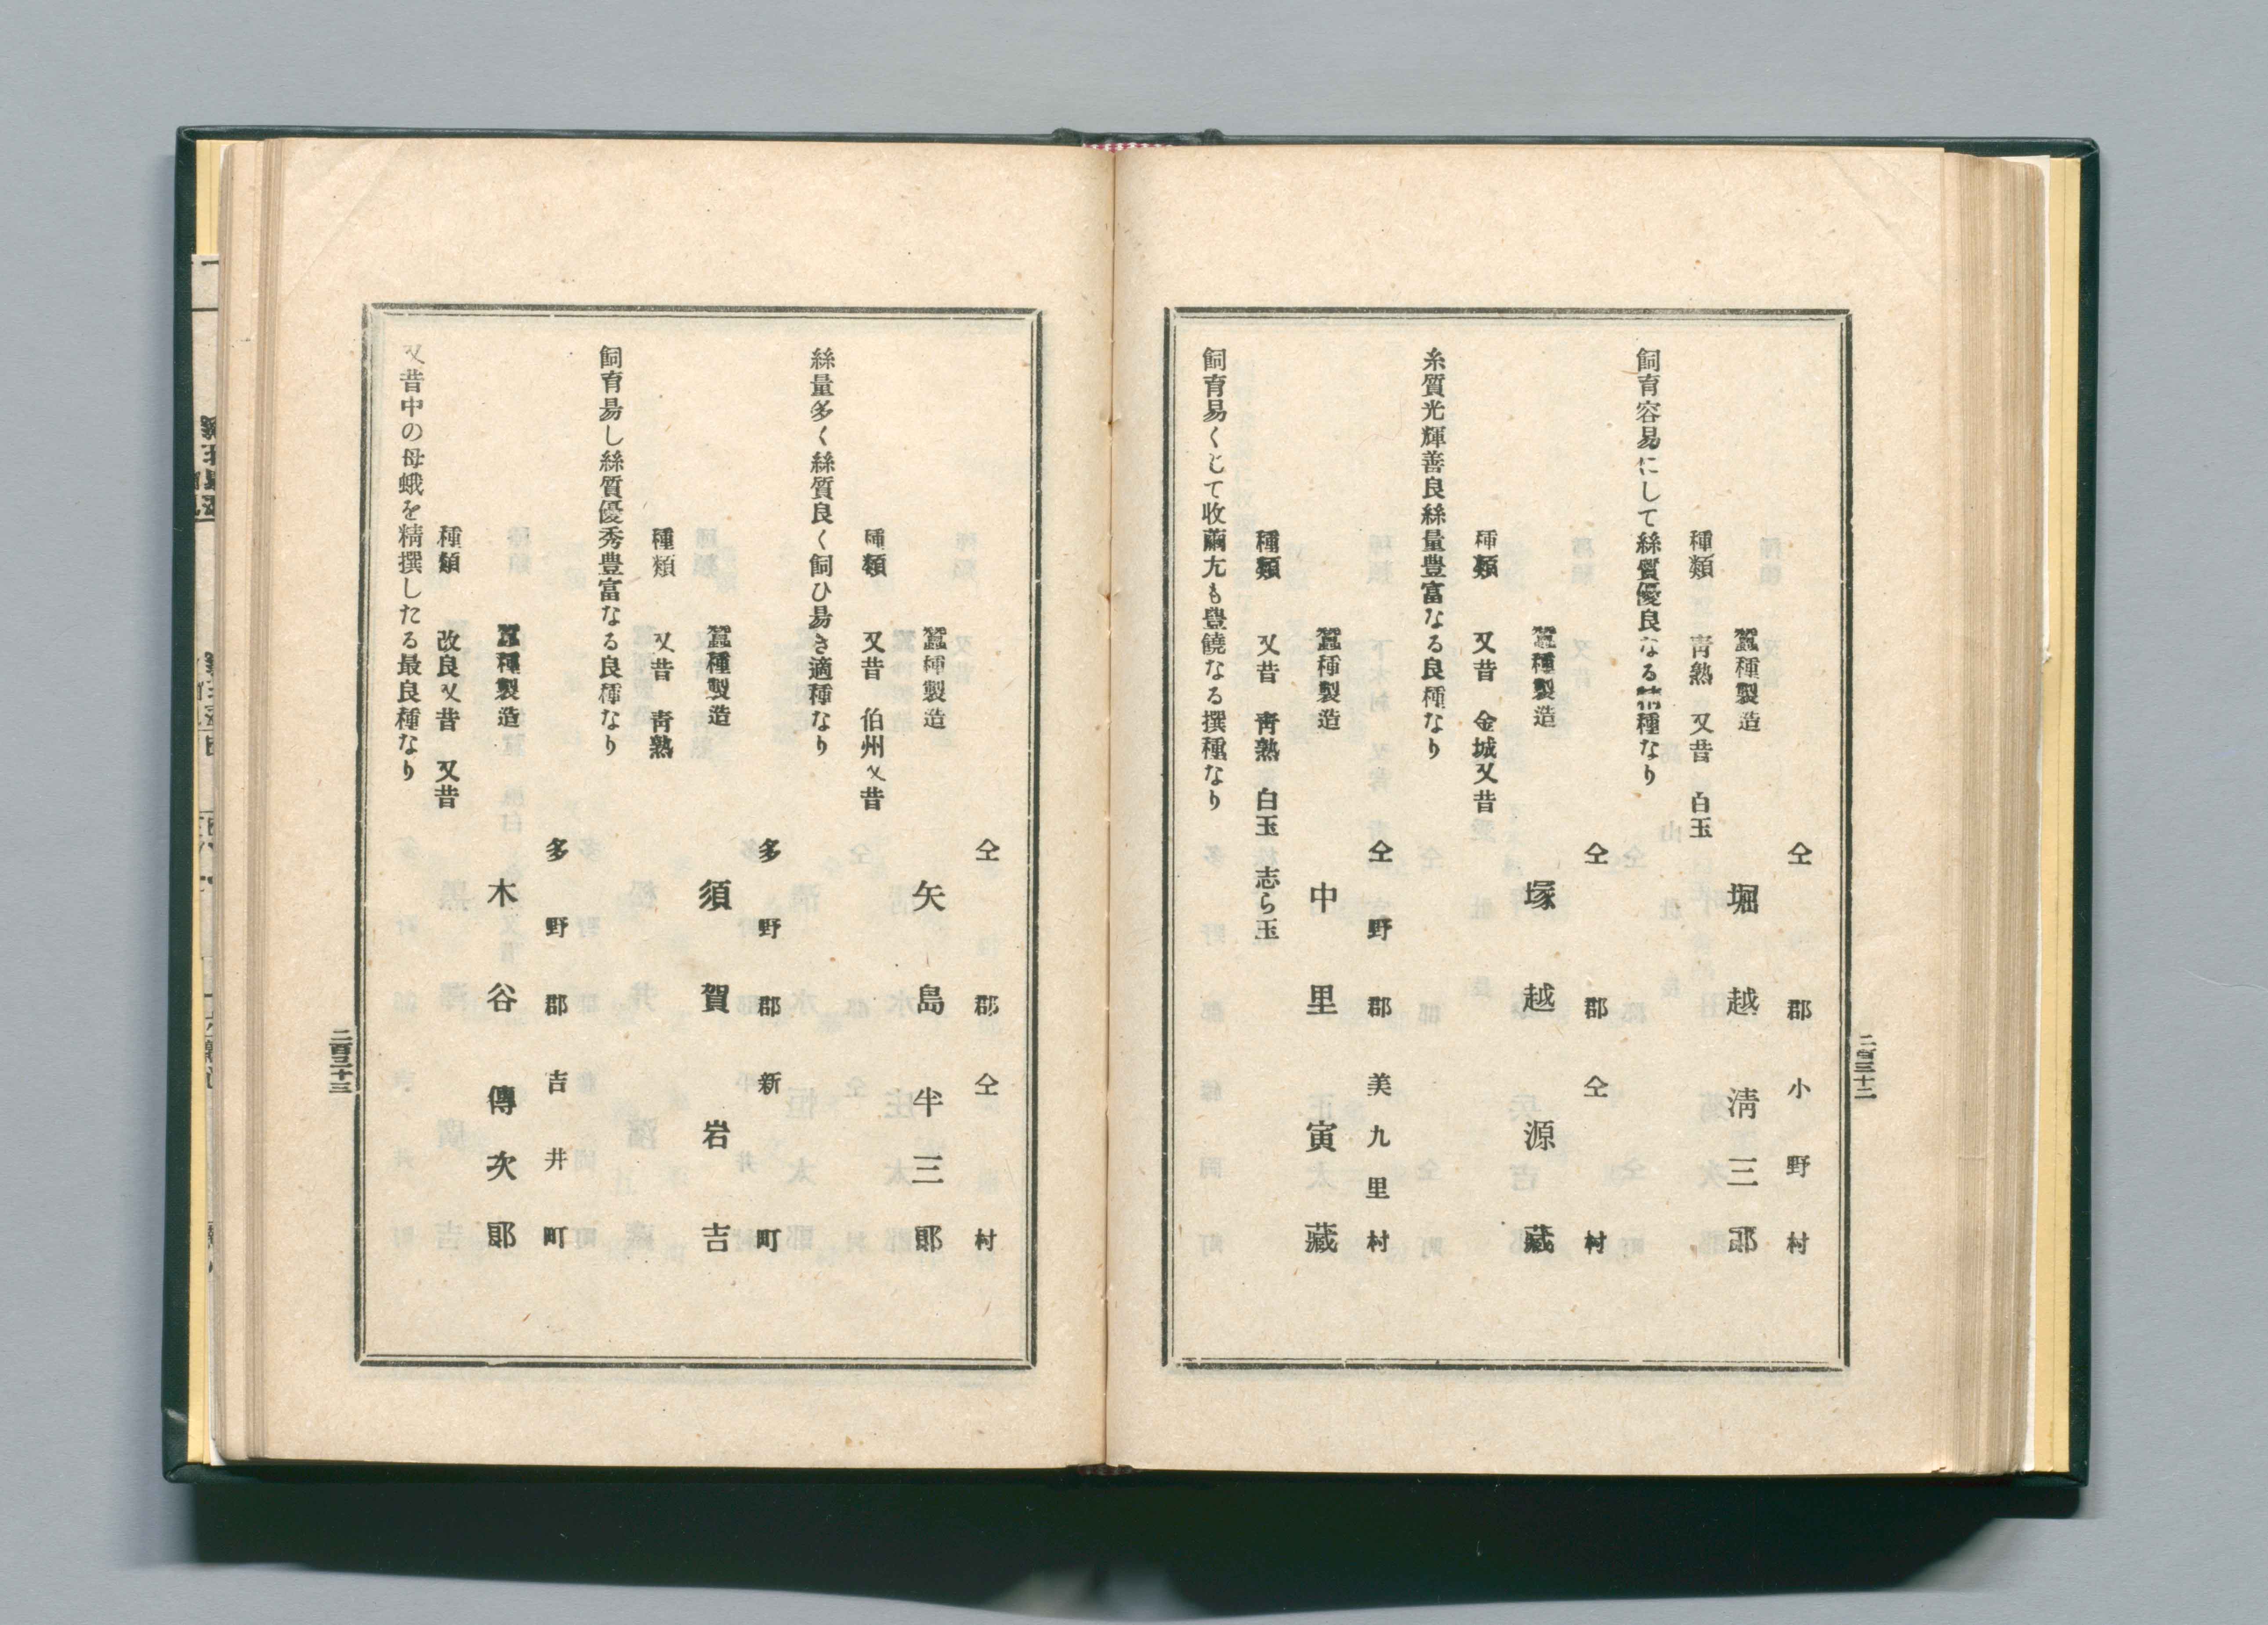 仝郡小野村
蠶種製造　堀越淸三郎
種類　靑熟　又昔　白玉
飼育容易にして絲質優良なる種なり
仝郡仝村
蠶種製造　塚越源藏
種類　又昔　金城又昔
糸質光輝善良絲量豊富なる良種なり
仝野郡美九里村
蠶種製造　中里寅藏
種類　又昔　靑熟　白玉　志ら玉
飼育易くして收繭尤も豊饒なる撰種なり
二百三十二
仝郡仝村
蠶種製造　矢島半三郎
種類　又昔　伯州又昔
絲量多く絲質良く飼ひ易き適種なり
多野郡新町
蠶種製造　須賀岩吉
種類　又昔　靑熟
飼育易し絲質優秀豊富なる良種なり
多野郡吉井町
蠶種製造　木谷傳次郎
種類　改良又昔　又昔
又昔中の母蛾を精撰したる最良種なり
二百三十三